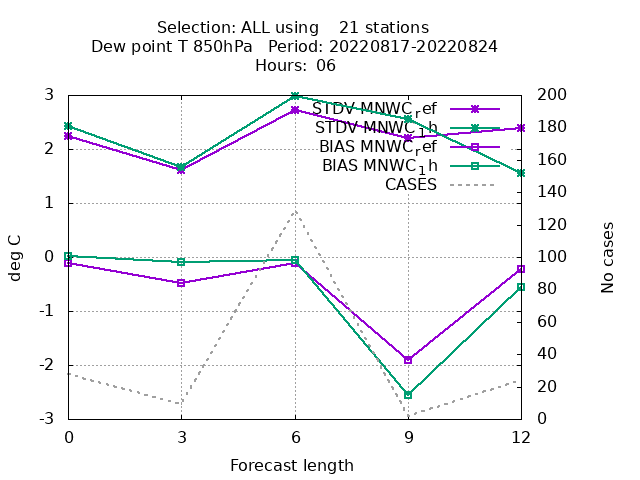 Selection: ALL using    21 stations
Dew point T 850hPa   Period: 20220817-20220824
Hours:  06
STDV MNWC_ref
STDV MNWC_1h
BIAS MNWC_ref
BIAS MNWC_1h
CASES
3
2
1
0
-1
-2
-3
deg C
200
180
160
140
120
100
80
60
40
20
0
No cases
0 3 6 9 12
Forecast length